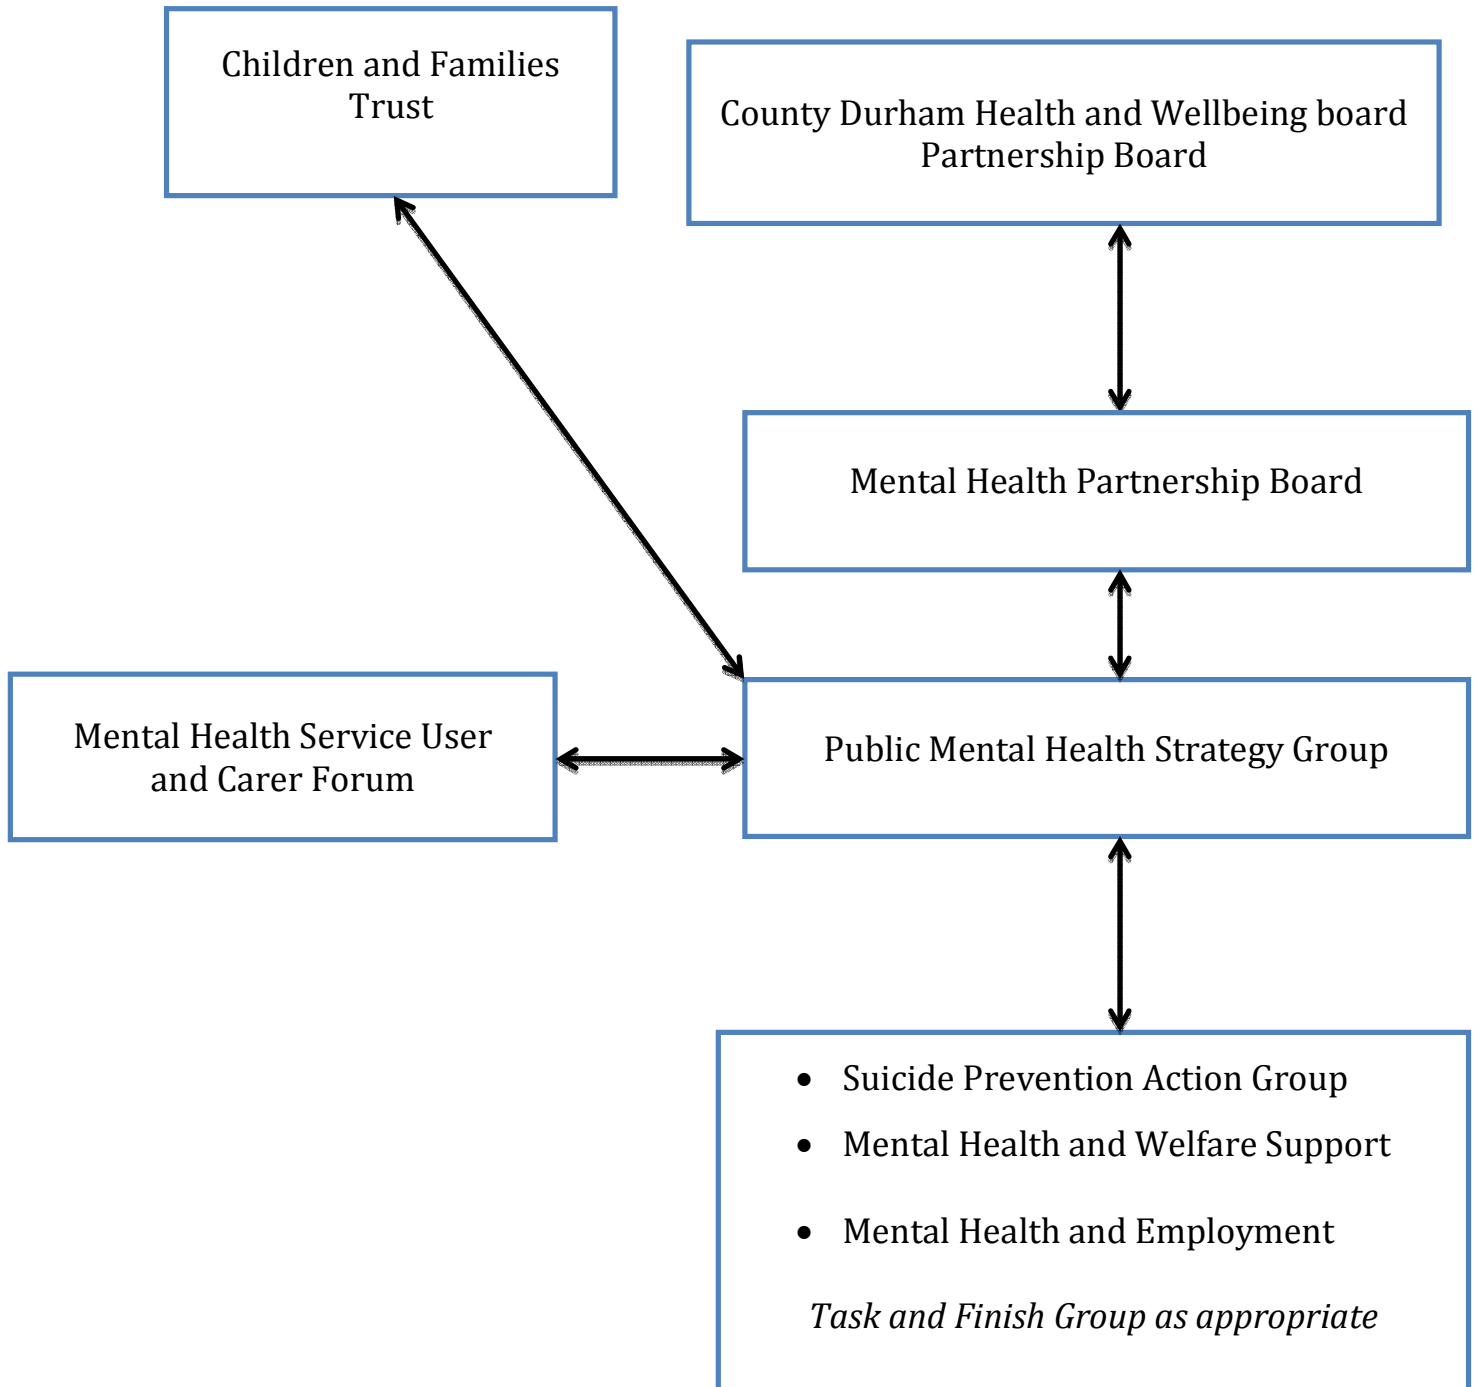 Children and Families
Trust
County Durham Health and Wellbeing board
Partnership Board
Mental Health Partnership Board
Mental Health Service User
and Carer Forum
Public Mental Health Strategy Group
• Suicide Prevention Action Group
• Mental Health and Welfare Support
• Mental Health and Employment
Task and Finish Group as appropriate